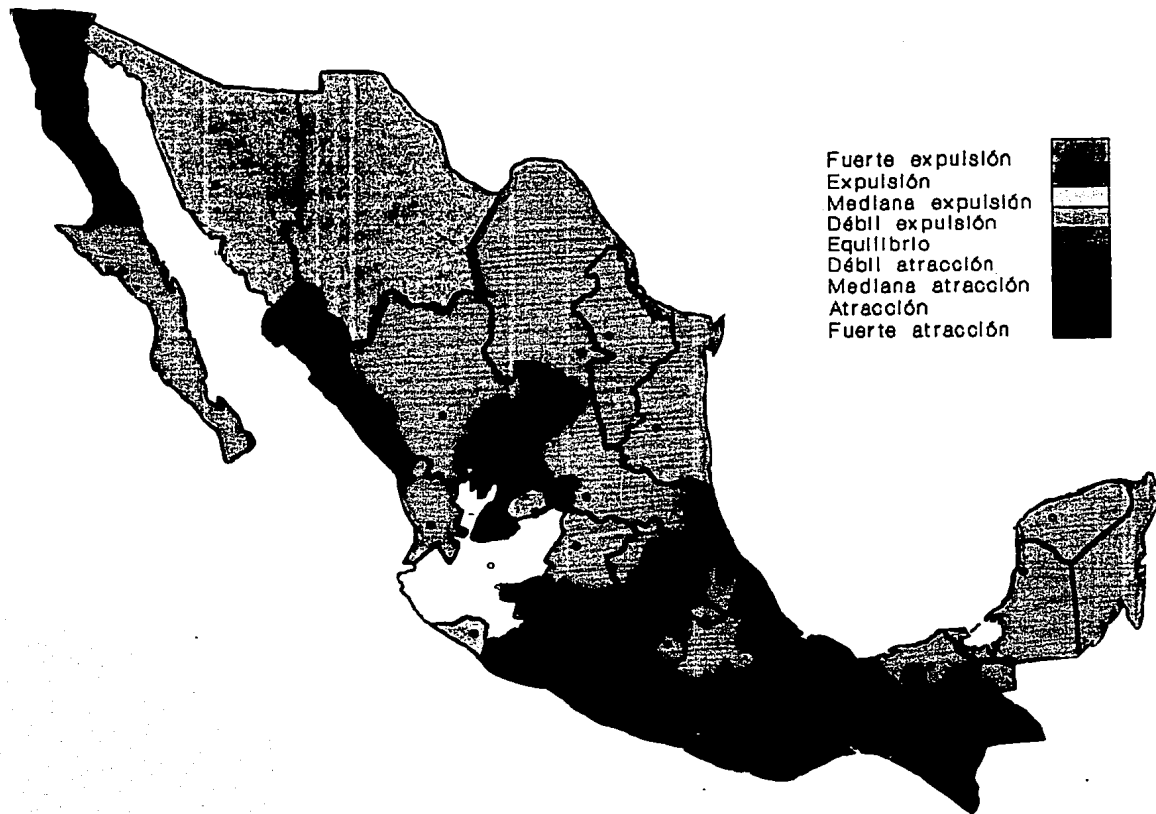 Fuerte expulsión
Expulsión
Mediana expulsión
Débil expulsión
Equilibrio
Débil atracción
Mediana atracción
Atracción
Fuerte atracción